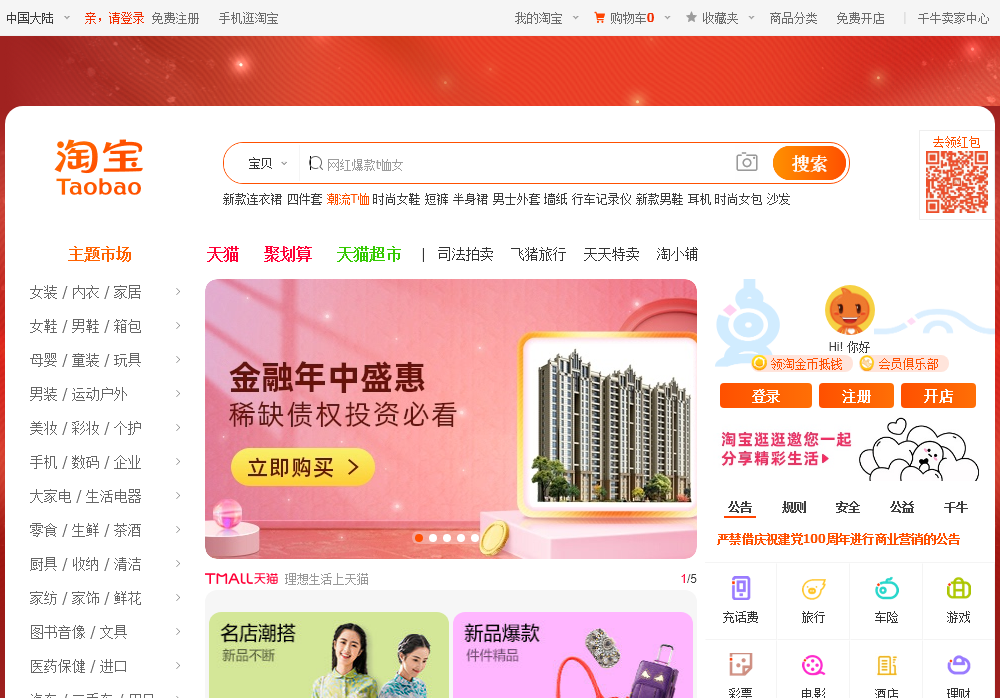 中国大陆 亲，请登录 免费注册 手机逛淘宝 我的淘宝 购物车0 收藏夹 商品分类 免费开店 千牛卖家中心
淘宝
Taobao
宝贝 网红爆款t恤女 搜索
新款连衣裙 四件套 潮流T恤 时尚女鞋 短裤 半身裙 男士外套 墙纸 行车记录仪 新款男鞋 耳机 时尚女包 沙发
去领红包
主题市场 天猫 聚划算 天猫超市 | 司法拍卖 飞猪旅行 天天特卖 淘小铺
女装 / 内衣 / 家居
女鞋 / 男鞋 / 箱包
母婴 / 童装 / 玩具
男装 / 运动户外
美妆 / 彩妆 / 个护
手机 / 数码 / 企业
大家电 / 生活电器
零食 / 生鲜 / 茶酒
厨具 / 收纳 / 清洁
家纺 / 家饰 / 鲜花
图书音像 / 文具
医药保健 / 进口
汽车 / 二手车 / 用品
金融年中盛惠
稀缺债权投资必看
立即购买
TMALL天猫 理想生活上天猫 1/5
名店潮搭
新品不断
新品爆款
件件精品
Hi! 你好
领淘金币抵钱 会员俱乐部
登录 注册 开店
淘宝逛逛邀您一起
分享精彩生活
公告 规则 安全 公益 千牛
严禁借庆祝建党100周年进行商业营销的公告
充话费 旅行 车险 游戏
彩票 电影 酒店 理财